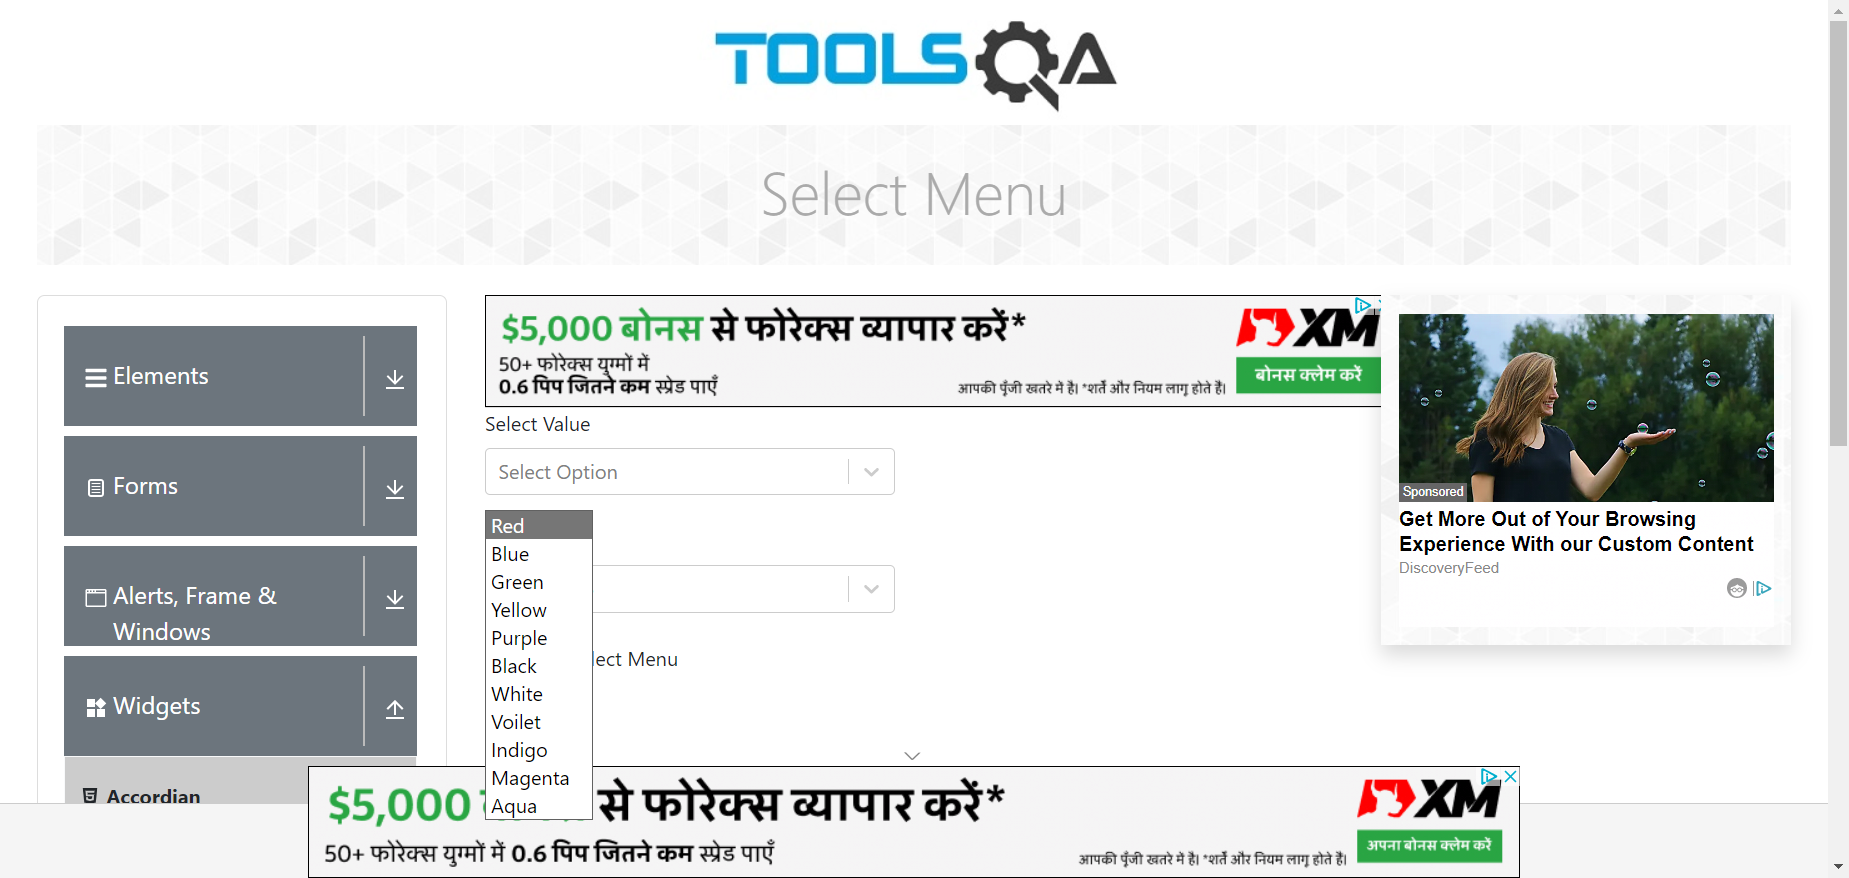 TOOLSQA
Select Menu
Elements
Forms
Alerts, Frame &
Windows
Widgets
Accordian
$5,000 बोनस से फोरेक्स व्यापार करें*
50+ फोरेक्स युग्मों में
0.6 पिप जितने कम स्प्रेड पाएँ
आपकी पूँजी खतरे में है। *शर्तें और नियम लागू होते हैं।
XM
बोनस क्लेम करें
Select Value
Select Option
Red
Blue
Green
Yellow
Purple
Black
White
Voilet
Indigo
Magenta
Aqua
lect Menu
Sponsored
Get More Out of Your Browsing
Experience With our Custom Content
DiscoveryFeed
$5,000 से फोरेक्स व्यापार करें*
50+ फोरेक्स युग्मों में 0.6 पिप जितने कम स्प्रेड पाएँ
आपकी पूँजी खतरे में है। *शर्तें और नियम लागू होते हैं।
XM
अपना बोनस क्लेम करें